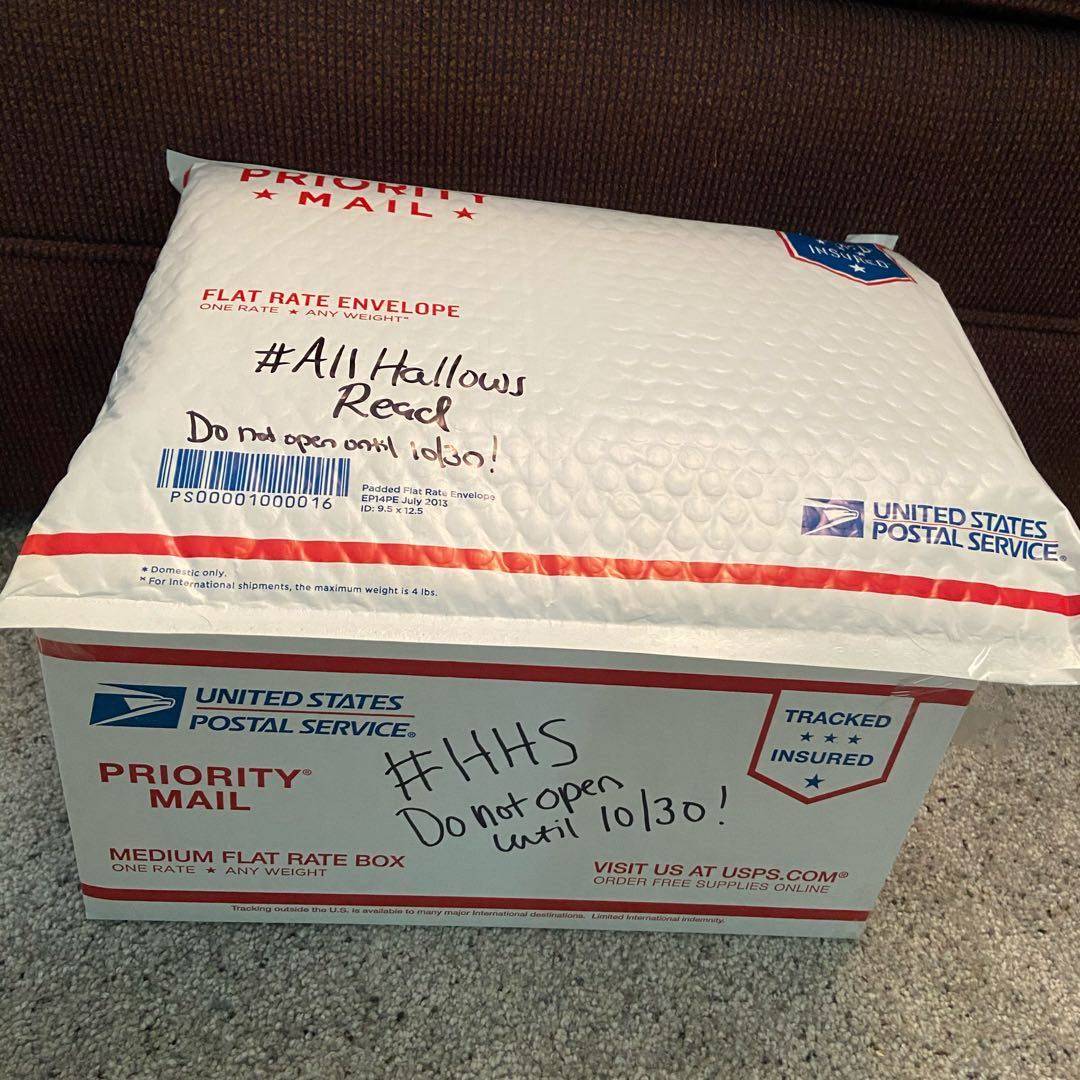 PRIORITY
★ MAIL ★
INSURED
FLAT RATE ENVELOPE
ONE RATE ★ ANY WEIGHT™
#All Hallows
Read
Do not open until 10/30!
PS00001000016
Padded Flat Rate Envelope
EP14PE July 2013
ID: 9.5 x 12.5
UNITED STATES
POSTAL SERVICE®
* Domestic only.
× For International shipments, the maximum weight is 4 lbs.
UNITED STATES
POSTAL SERVICE®
PRIORITY®
MAIL
#HHS
Do not open
until 10/30!
TRACKED
★ ★ ★
INSURED
★
MEDIUM FLAT RATE BOX
ONE RATE ★ ANY WEIGHT
VISIT US AT USPS.COM®
ORDER FREE SUPPLIES ONLINE
Tracking outside the U.S. is available to many major International destinations. Limited International indemnity.